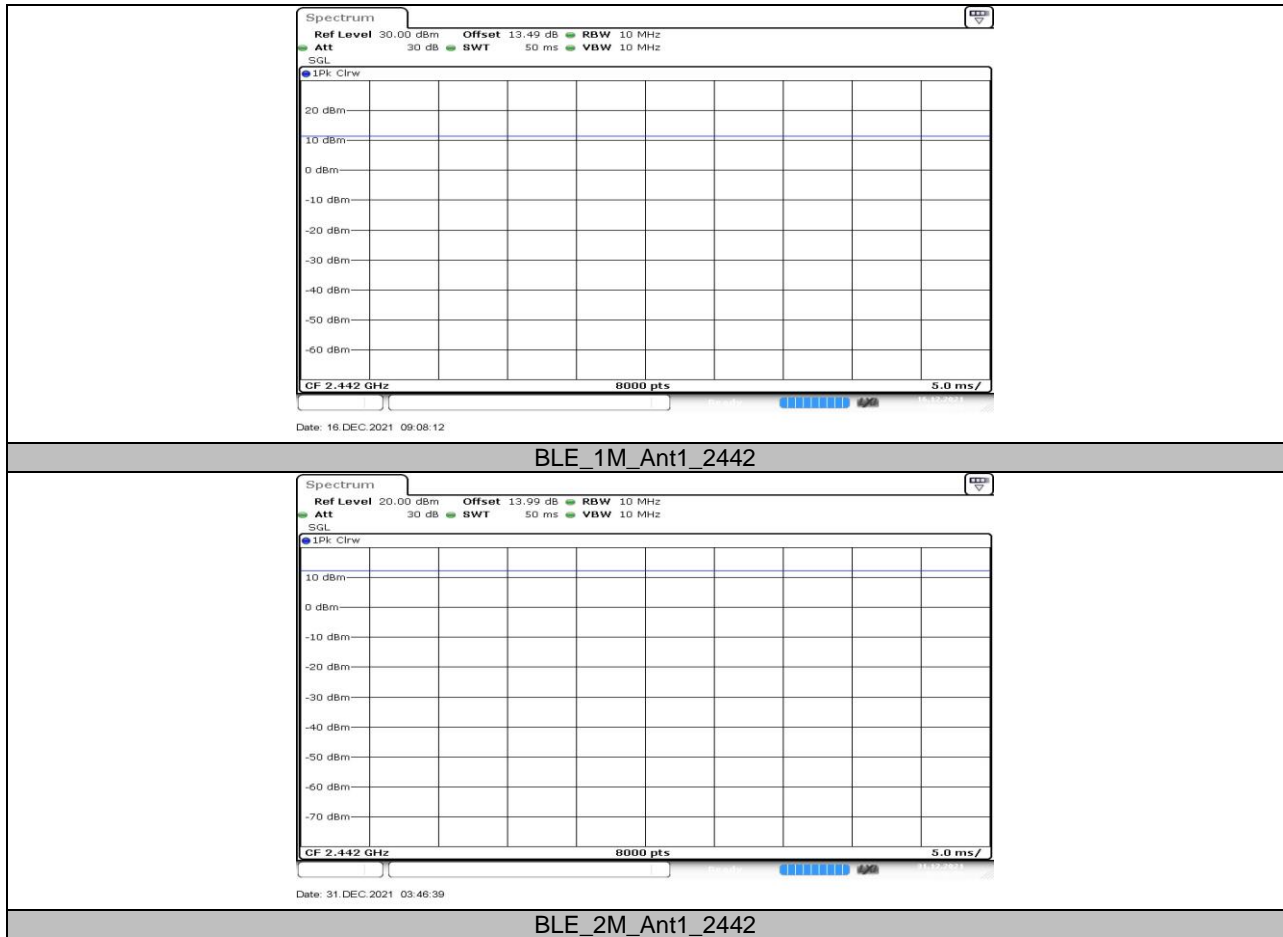 Spectrum
Ref Level 30.00 dBm Offset 13.49 dB RBW 10 MHz
Att 30 dB SWT 50 ms VBW 10 MHz
SGL
1Pk Clrw
20 dBm
10 dBm
0 dBm
-10 dBm
-20 dBm
-30 dBm
-40 dBm
-50 dBm
-60 dBm
CF 2.442 GHz 8000 pts 5.0 ms/
Date: 16.DEC.2021 09:08:12
BLE_1M_Ant1_2442
Spectrum
Ref Level 20.00 dBm Offset 13.99 dB RBW 10 MHz
Att 30 dB SWT 50 ms VBW 10 MHz
SGL
1Pk Clrw
10 dBm
0 dBm
-10 dBm
-20 dBm
-30 dBm
-40 dBm
-50 dBm
-60 dBm
-70 dBm
CF 2.442 GHz 8000 pts 5.0 ms/
Date: 31.DEC.2021 03:46:39
BLE_2M_Ant1_2442